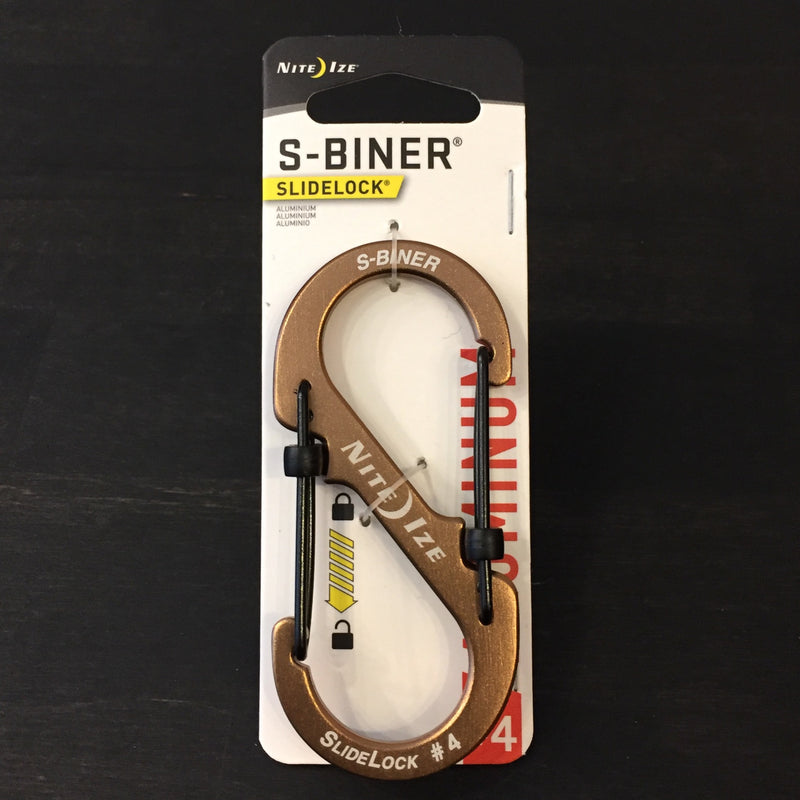 NITE IZE®
S-BINER®
SLIDELOCK®
ALUMINIUM
ALUMINIUM
ALUMINIO
S-BINER
NITE IZE
SLIDELOCK #4
4